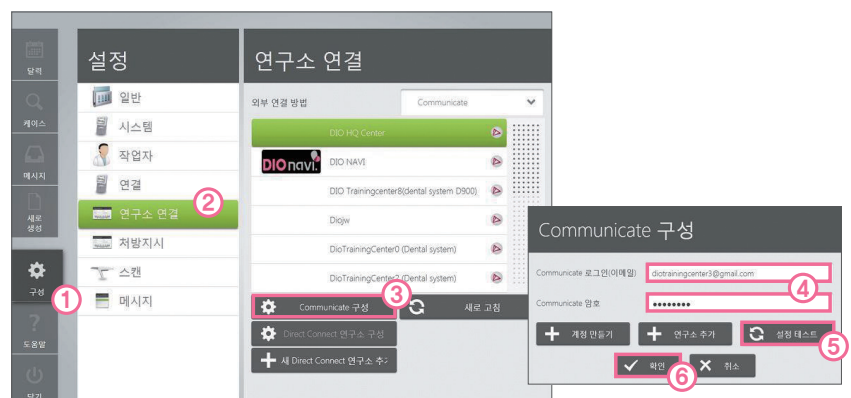 달력
케이스
메시지
새로
생성
구성
①
?
도움말
닫기
설정
일반
시스템
작업자
연결
연구소 연결
②
처방지시
스캔
메시지
연구소 연결
외부 연결 방법
Communicate
DIO HQ Center
DIOnavi.
DIO NAVI
DIO Trainingcenter8(dental system D900)
Diojw
DioTrainingCenter0 (Dental system)
DioTrainingCenter2 (Dental system)
Communicate 구성
③
새로 고침
Direct Connect 연구소 구성
새 Direct Connect 연구소 추가
Communicate 구성
Communicate 로그인(이메일)
diotrainingcenter3@gmail.com
④
Communicate 암호
••••••••
계정 만들기
연구소 추가
설정 테스트
⑤
확인
⑥
취소